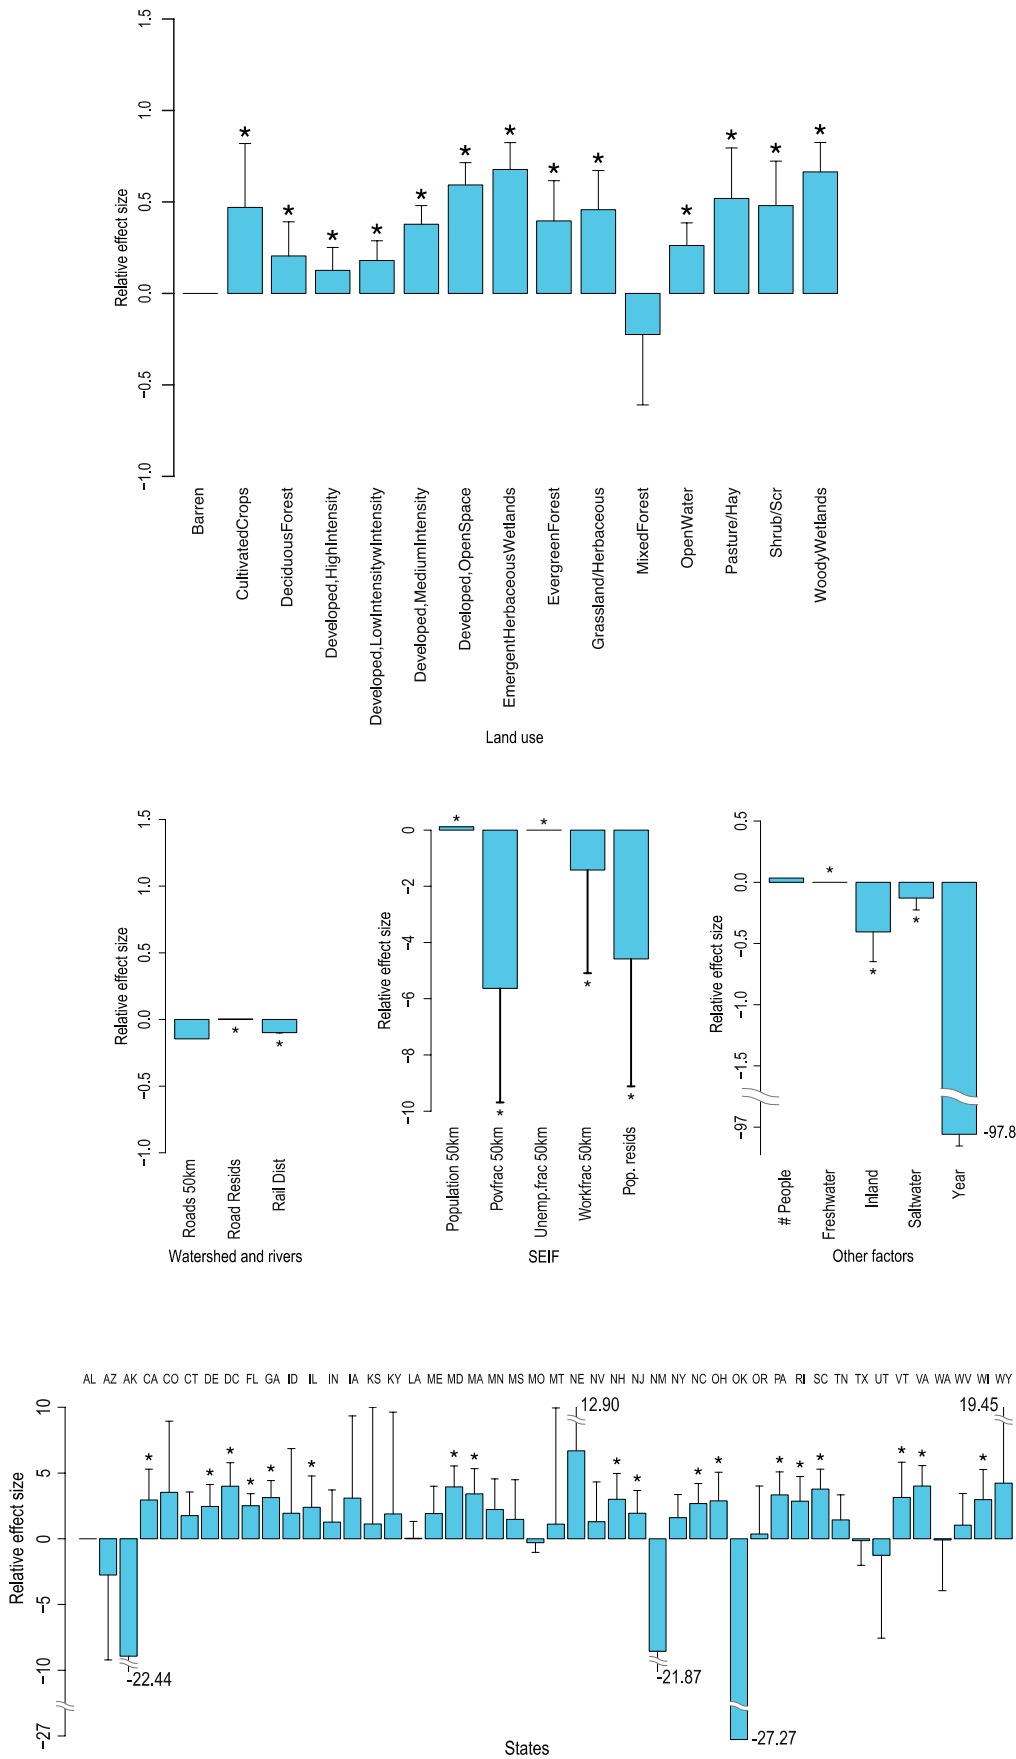 1.5
1.0
0.5
0.0
−0.5
−1.0
Relative effect size
* * * * * * * * * * * * *
Barren
CultivatedCrops
DeciduousForest
Developed,HighIntensity
Developed,LowIntensitywIntensity
Developed,MediumIntensity
Developed,OpenSpace
EmergentHerbaceousWetlands
EvergreenForest
Grassland/Herbaceous
MixedForest
OpenWater
Pasture/Hay
Shrub/Scr
WoodyWetlands
Land use
1.5
1.0
0.5
0.0
−0.5
−1.0
Relative effect size
* *
Roads 50km
Road Resids
Rail Dist
Watershed and rivers
0
−2
−4
−6
−8
−10
Relative effect size
* * * * *
Population 50km
Povfrac 50km
Unemp.frac 50km
Workfrac 50km
Pop. resids
SEIF
0.5
0.0
−0.5
−1.0
−1.5
−97
Relative effect size
* * *
-97.8
# People
Freshwater
Inland
Saltwater
Year
Other factors
AL AZ AK CA CO CT DE DC FL GA ID IL IN IA KS KY LA ME MD MA MN MS MO MT NE NV NH NJ NM NY NC OH OK OR PA RI SC TN TX UT VT VA WA WV WI WY
10
5
0
−5
−10
−27
Relative effect size
12.90
19.45
* * * * * * * * * * * * * * * * * *
-22.44
-21.87
-27.27
States